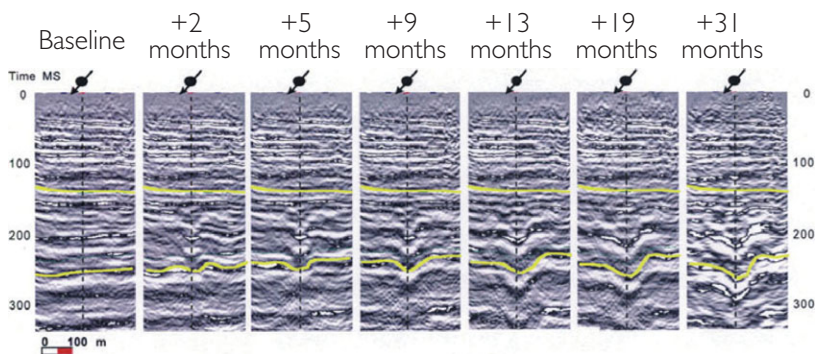 Baseline +2 months +5 months +9 months +13 months +19 months +31 months
Time MS
0 0
100 100
200 200
300 300
0 100 m